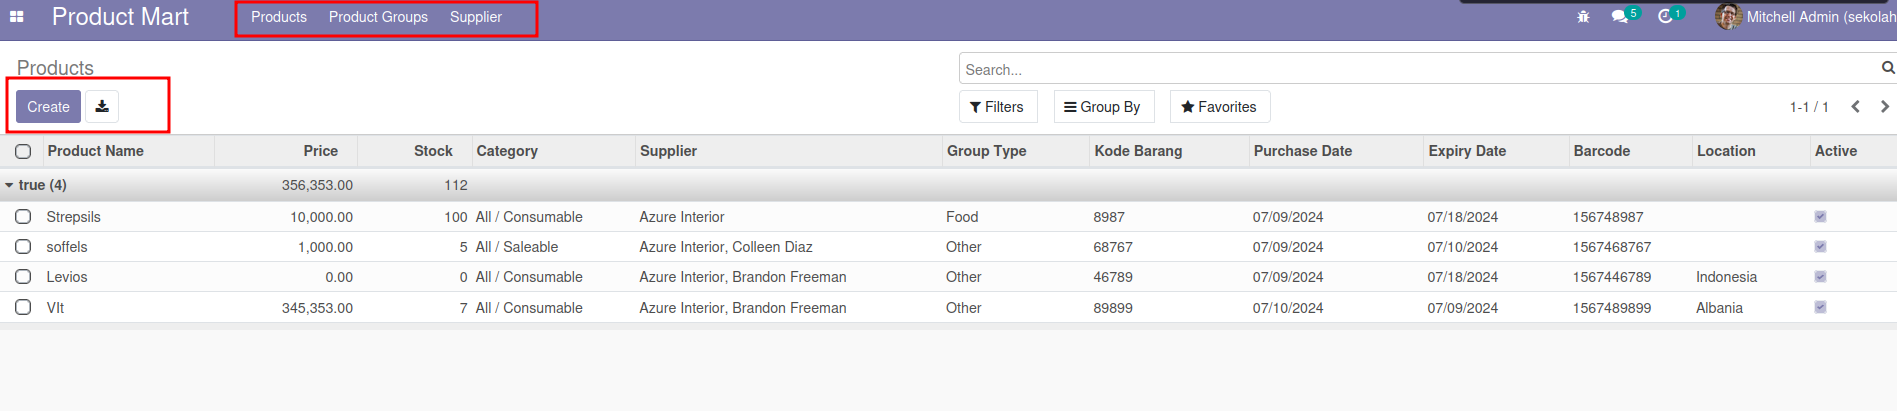 Product Mart Products Product Groups Supplier 5 1 Mitchell Admin (sekolah
Products
Search...
Create Filters Group By Favorites 1-1 / 1
Product Name Price Stock Category Supplier Group Type Kode Barang Purchase Date Expiry Date Barcode Location Active
true (4) 356,353.00 112
Strepsils 10,000.00 100 All / Consumable Azure Interior Food 8987 07/09/2024 07/18/2024 156748987
soffels 1,000.00 5 All / Saleable Azure Interior, Colleen Diaz Other 68767 07/09/2024 07/10/2024 1567468767
Levios 0.00 0 All / Consumable Azure Interior, Brandon Freeman Other 46789 07/09/2024 07/18/2024 1567446789 Indonesia
VIt 345,353.00 7 All / Consumable Azure Interior, Brandon Freeman Other 89899 07/10/2024 07/09/2024 1567489899 Albania